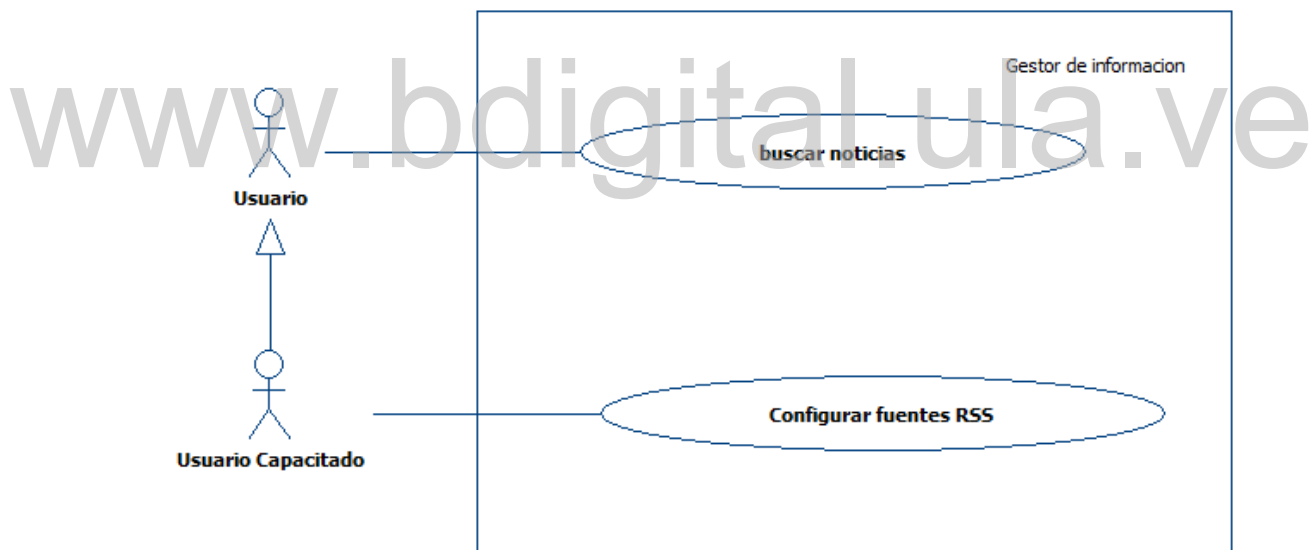 Gestor de informacion
www.bdigital.ula.ve
buscar noticias
Usuario
Configurar fuentes RSS
Usuario Capacitado